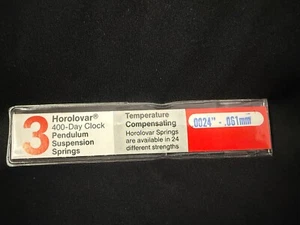 3
Horolovar®
400-Day Clock
Pendulum
Suspension
Springs
Temperature
Compensating
Horolovar Springs
are available in 24
different strengths
.0024" - .061mm